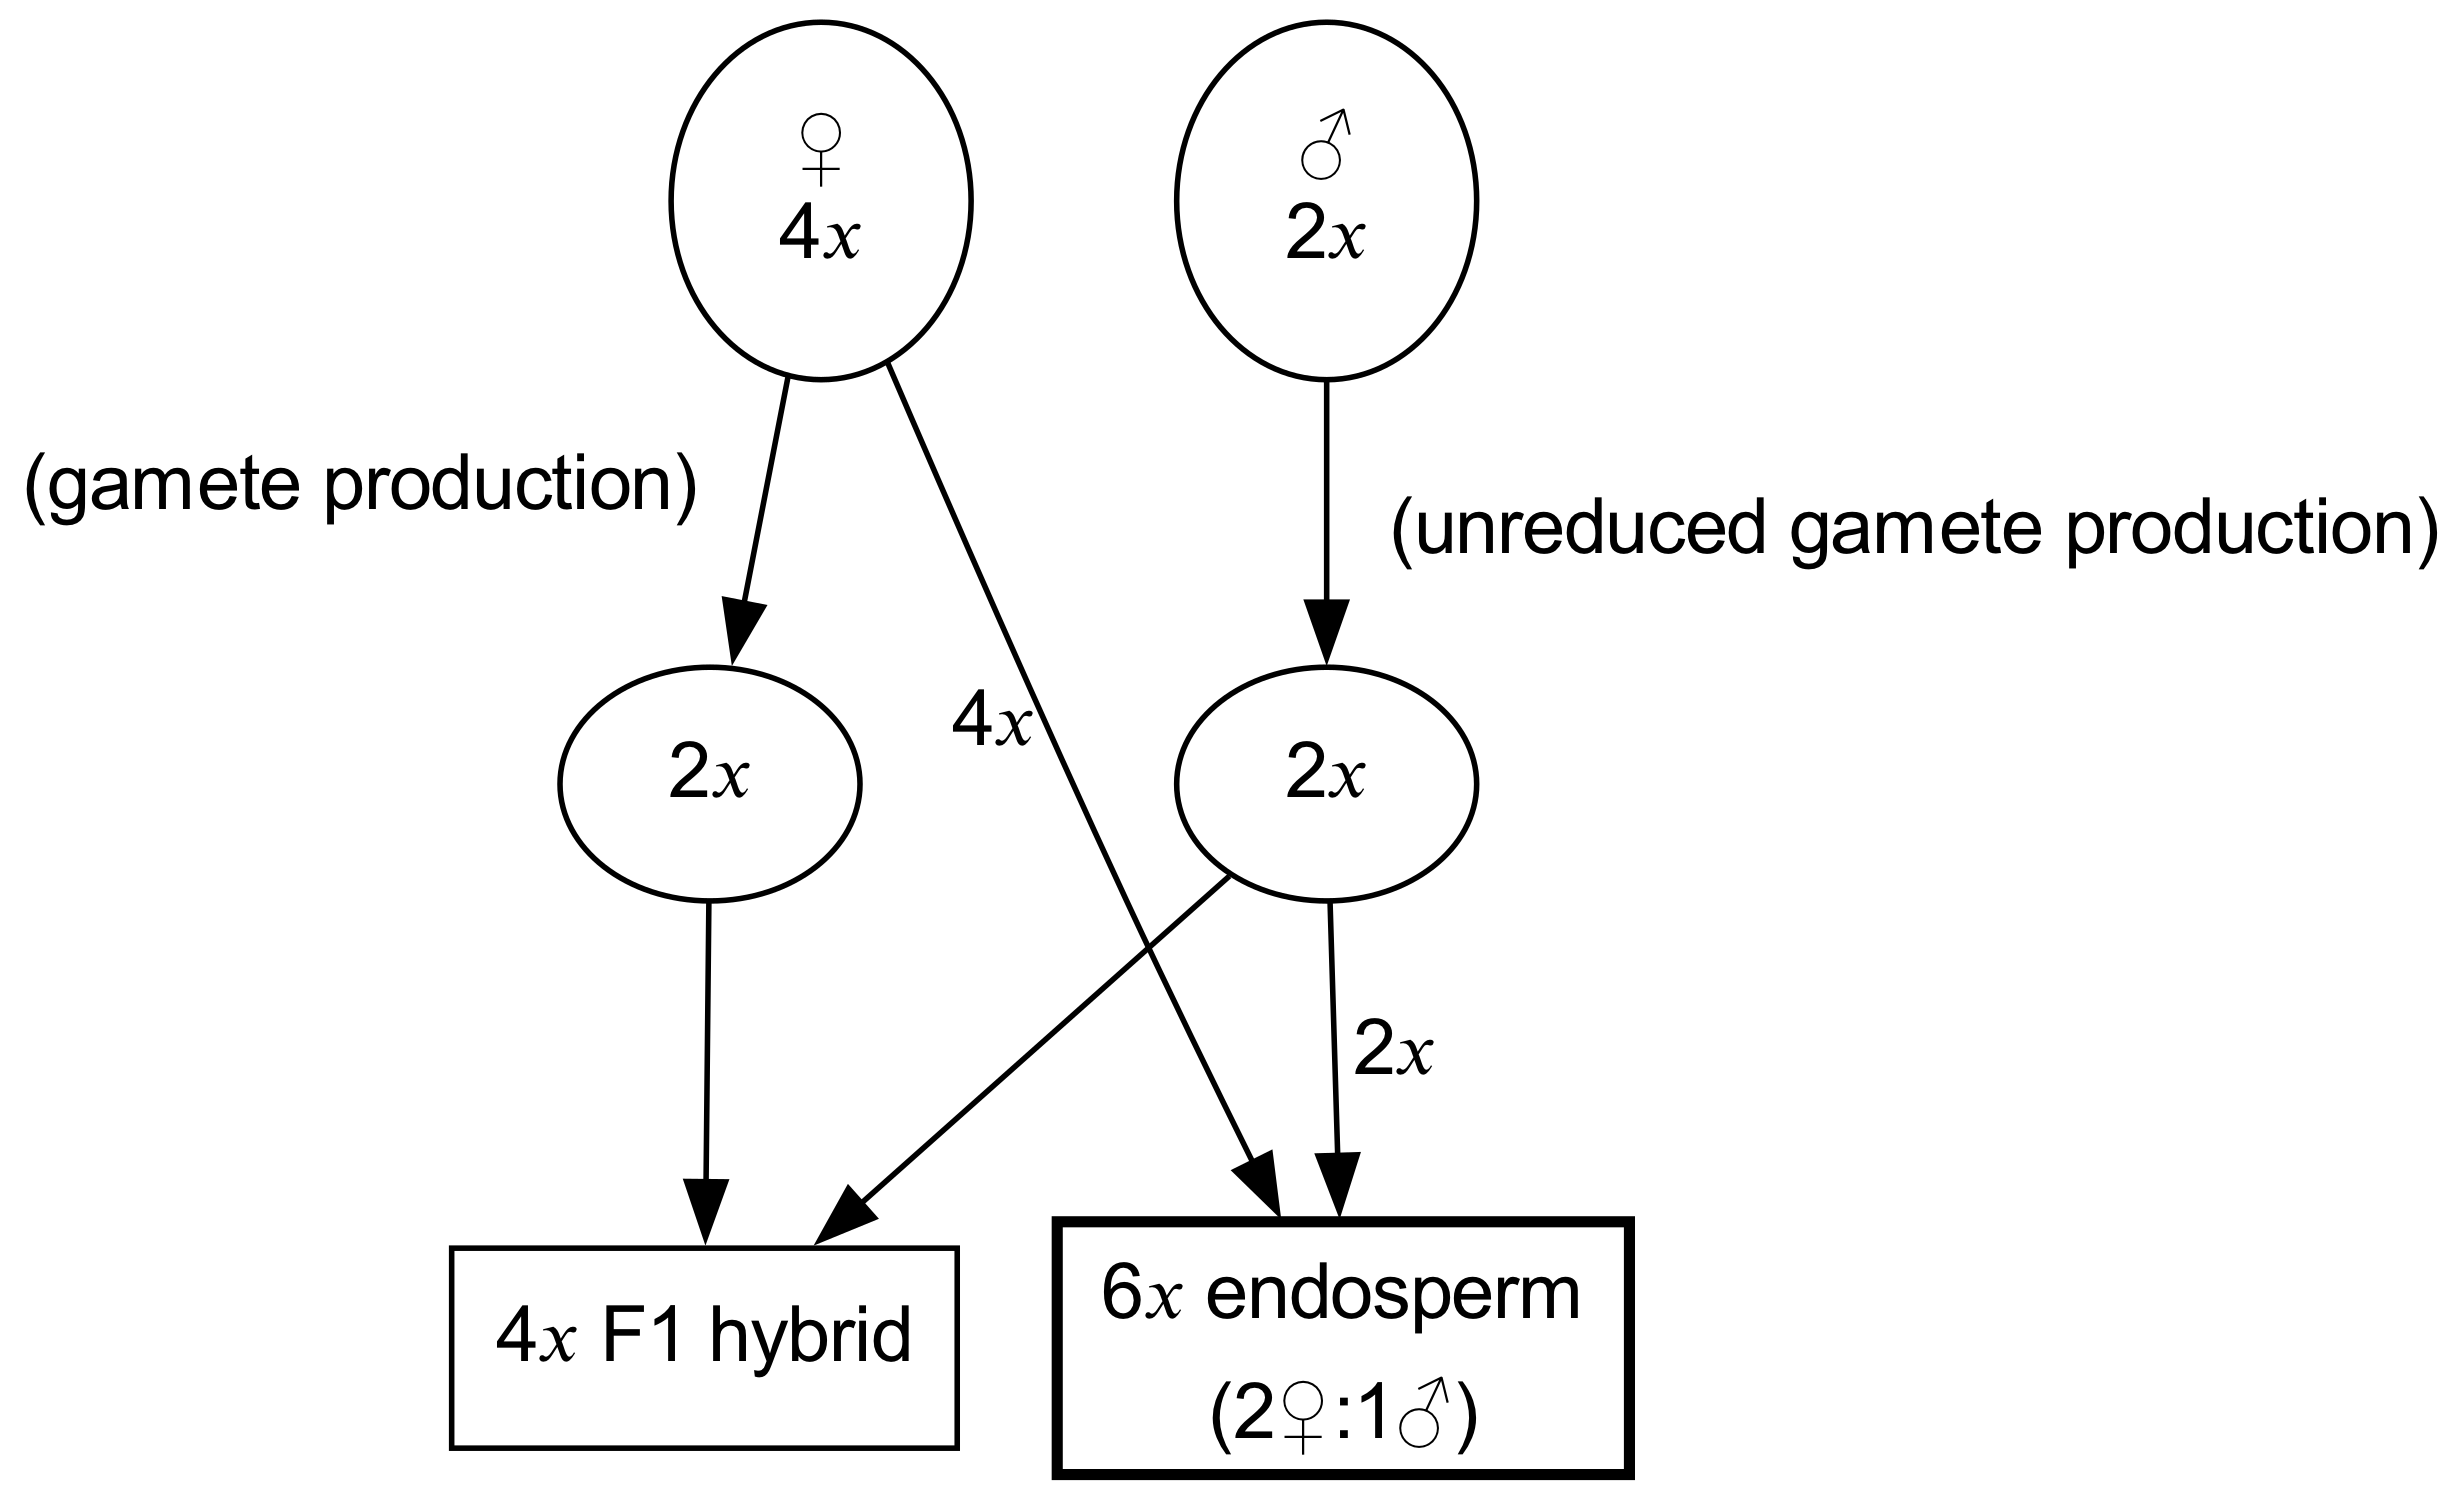 ♀
4x
♂
2x
(gamete production)
(unreduced gamete production)
4x
2x
2x
2x
4x F1 hybrid
6x endosperm
(2♀:1♂)